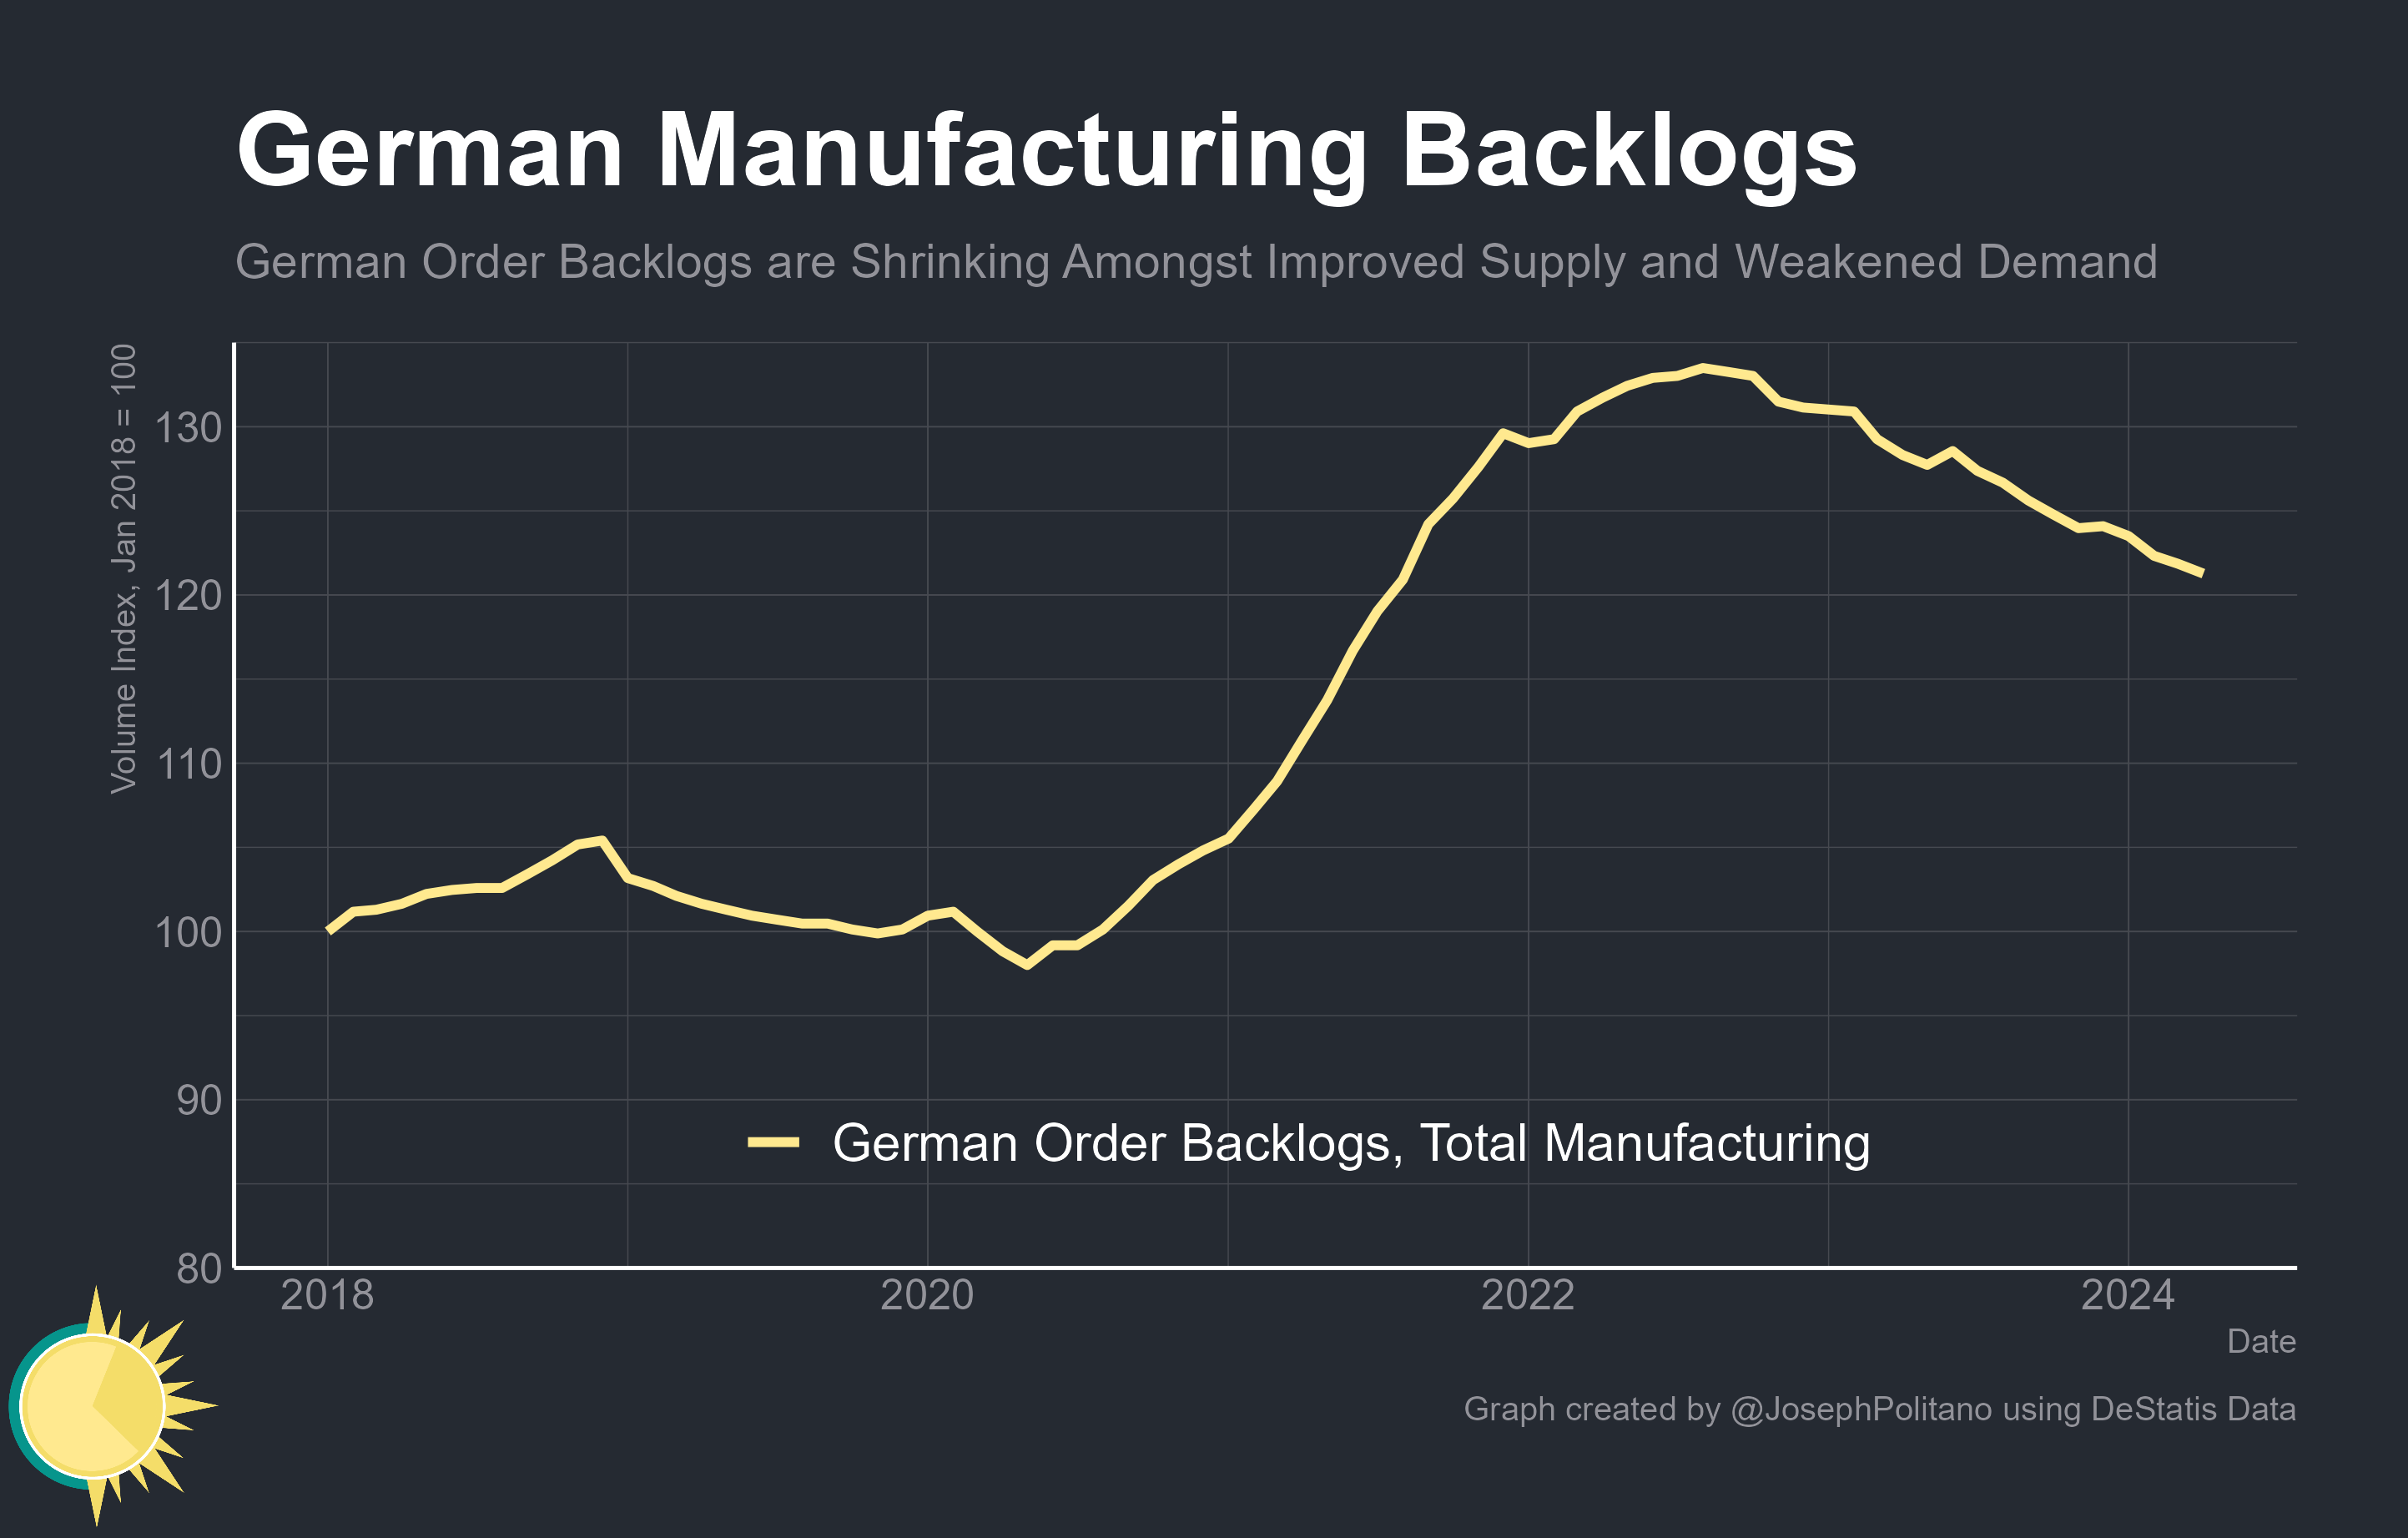 German Manufacturing Backlogs
German Order Backlogs are Shrinking Amongst Improved Supply and Weakened Demand
Volume Index, Jan 2018 = 100
130
120
110
100
90
80
German Order Backlogs, Total Manufacturing
2018
2020
2022
2024
Date
Graph created by @JosephPolitano using DeStatis Data